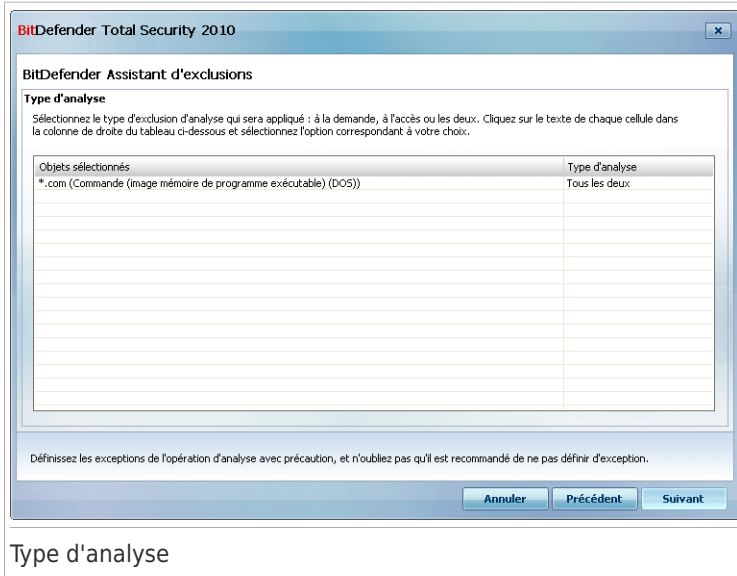 BitDefender Total Security 2010
BitDefender Assistant d'exclusions
Type d'analyse
Sélectionnez le type d'exclusion d'analyse qui sera appliqué : à la demande, à l'accès ou les deux. Cliquez sur le texte de chaque cellule dans
la colonne de droite du tableau ci-dessous et sélectionnez l'option correspondant à votre choix.
Objets sélectionnés Type d'analyse
*.com (Commande (image mémoire de programme exécutable) (DOS)) Tous les deux
Définissez les exceptions de l'opération d'analyse avec précaution, et n'oubliez pas qu'il est recommandé de ne pas définir d'exception.
Annuler Précédent Suivant
Type d'analyse